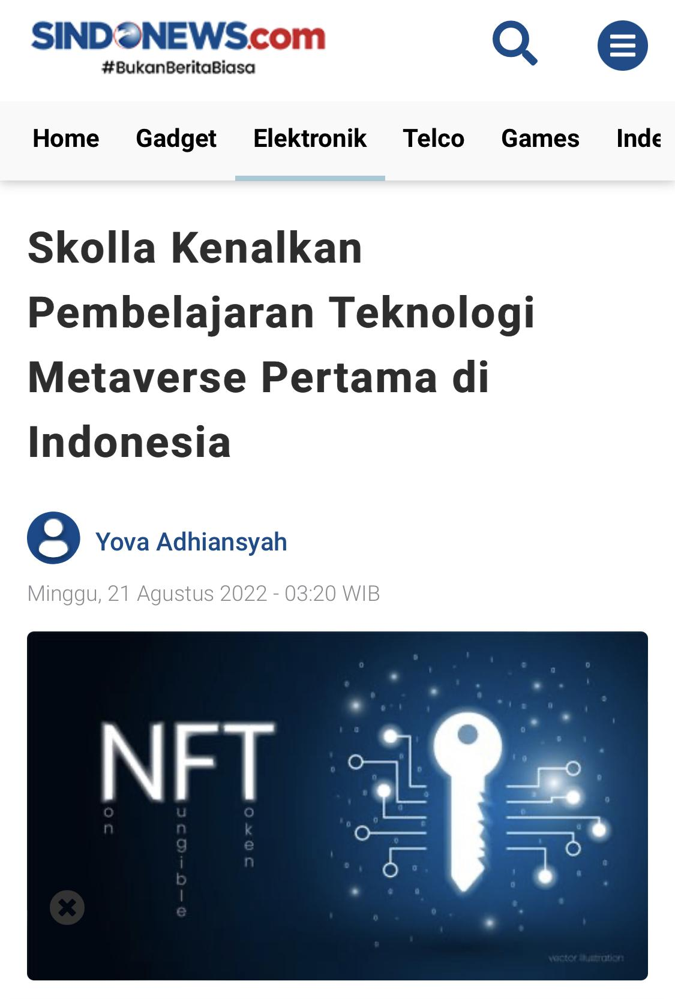 SINDONEWS.com
#BukanBeritaBiasa
Home Gadget Elektronik Telco Games Inde
Skolla Kenalkan
Pembelajaran Teknologi
Metaverse Pertama di
Indonesia
Yova Adhiansyah
Minggu, 21 Agustus 2022 - 03:20 WIB
NFT
on
ungible
oken
vector illustration